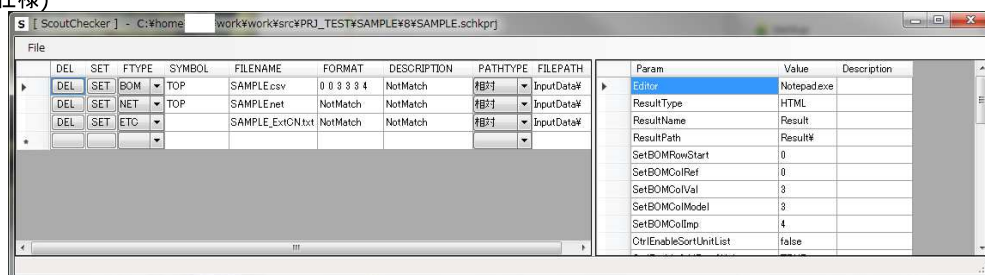 仕様)
S [ ScoutChecker ] - C:¥home work¥work¥src¥PRJ_TEST¥SAMPLE¥8¥SAMPLE.schkprj
File
DEL SET FTYPE SYMBOL FILENAME FORMAT DESCRIPTION PATHTYPE FILEPATH Param Value Description
DEL SET BOM TOP SAMPLE.csv 0 0 3 3 3 4 NotMatch 相対 InputData¥ Editor Notepad.exe
DEL SET NET TOP SAMPLE.net NotMatch NotMatch 相対 InputData¥ ResultType HTML
DEL SET ETC SAMPLE_ExtCN.txt NotMatch NotMatch 相対 InputData¥ ResultName Result
ResultPath Result¥
SetBOMRowStart 0
SetBOMColRef 0
SetBOMColVal 3
SetBOMColModel 3
SetBOMColImp 4
CtrlEnableSortUnitList false